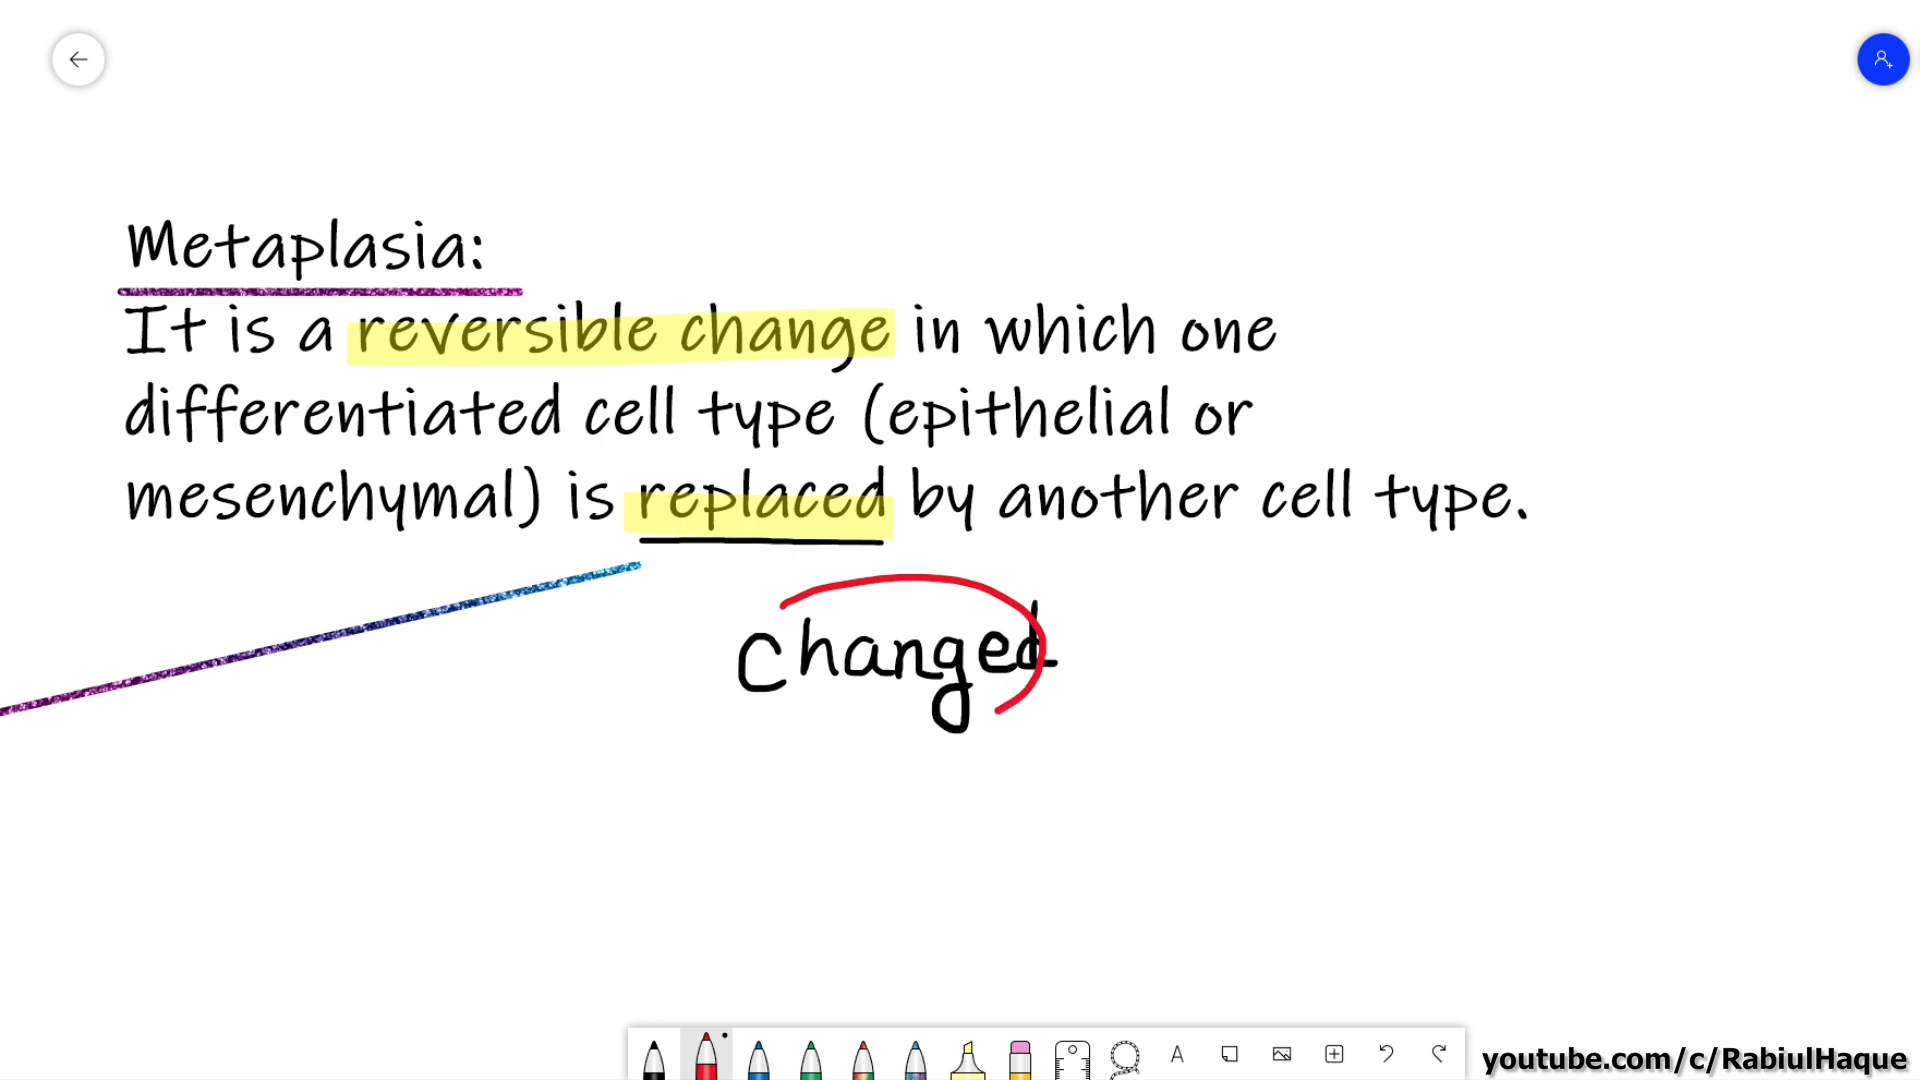 Metaplasia:
It is a reversible change in which one
differentiated cell type (epithelial or
mesenchymal) is replaced by another cell type.
changed
youtube.com/c/RabiulHaque